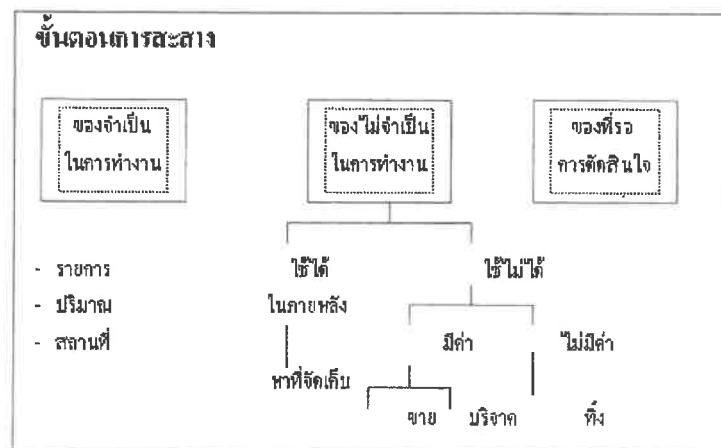 ขั้นตอนการสะสาง
ของจำเป็น
ในการทำงาน
ของไม่จำเป็น
ในการทำงาน
ของที่รอ
การตัดสินใจ
- รายการ
- ปริมาณ
- สถานที่
ใช้ได้
ในภายหลัง
หาที่จัดเก็บ
ใช้ไม่ได้
มีค่า
ไม่มีค่า
ขาย
บริจาค
ทิ้ง